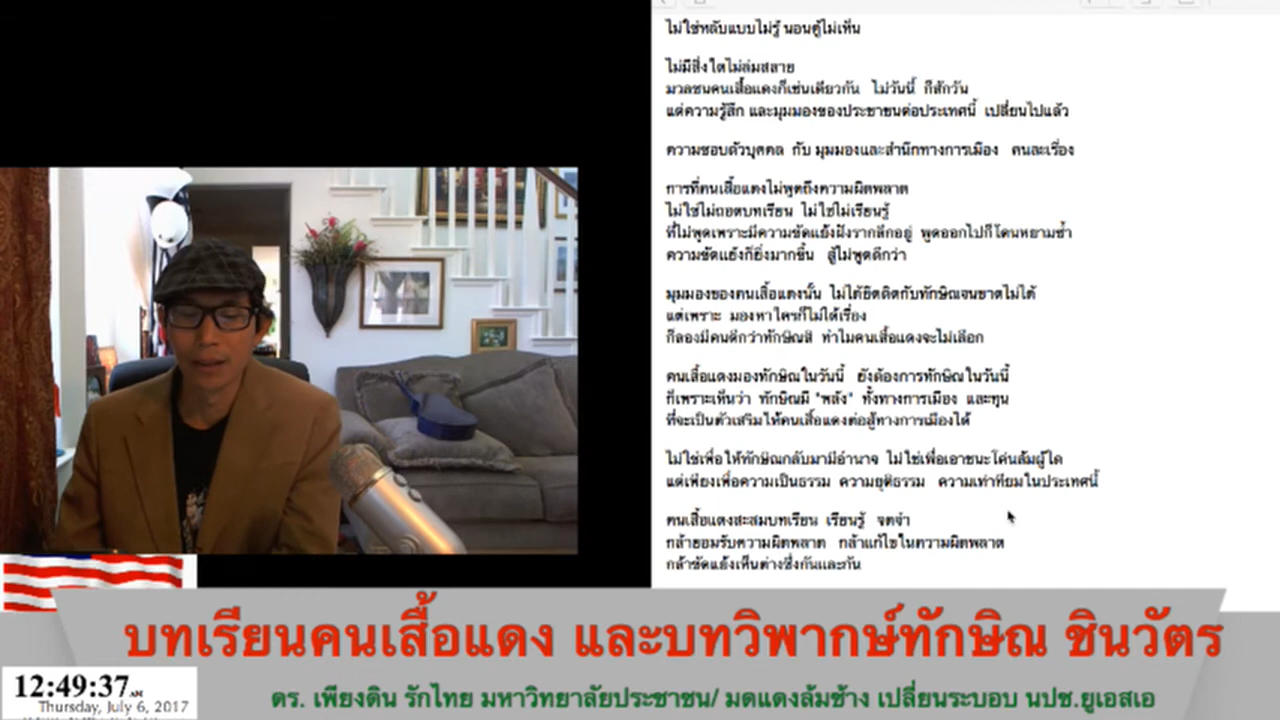 ไม่ใช่หลับแบบไม่รู้ นอนคู้ไม่เห็น
ไม่มีสิ่งใดไม่ล่มสลาย
มวลชนคนเสื้อแดงก็เช่นเดียวกัน ไม่วันนี้ ก็สักวัน
แต่ความรู้สึก และมุมมองของประชาชนต่อประเทศนี้ เปลี่ยนไปแล้ว
ความชอบตัวบุคคล กับ มุมมองและสำนึกทางการเมือง คนละเรื่อง
การที่คนเสื้อแดงไม่พูดถึงความผิดพลาด
ไม่ใช่ไม่ถอดบทเรียน ไม่ใช่ไม่เรียนรู้
ที่ไม่พูดเพราะมีความขัดแย้งฝังรากลึกอยู่ พูดออกไปก็โดนหยามซ้ำ
ความขัดแย้งก็ยิ่งมากขึ้น สู้ไม่พูดดีกว่า
มุมมองของคนเสื้อแดงนั้น ไม่ได้ยึดติดกับทักษิณจนขาดไม่ได้
แต่เพราะ มองหาใครก็ไม่ได้เรื่อง
ก็ลองมีคนดีกว่าทักษิณสิ ทำไมคนเสื้อแดงจะไม่เลือก
คนเสื้อแดงมองทักษิณในวันนี้ ยังต้องการทักษิณในวันนี้
ก็เพราะเห็นว่า ทักษิณมี "พลัง" ทั้งทางการเมือง และทุน
ที่จะเป็นตัวเสริมให้คนเสื้อแดงต่อสู้ทางการเมืองได้
ไม่ใช่เพื่อให้ทักษิณกลับมามีอำนาจ ไม่ใช่เพื่อเอาชนะโค่นล้มผู้ใด
แต่เพียงเพื่อความเป็นธรรม ความยุติธรรม ความเท่าเทียมในประเทศนี้
คนเสื้อแดงสะสมบทเรียน เรียนรู้ จดจำ
กล้ายอมรับความผิดพลาด กล้าแก้ไขในความผิดพลาด
กล้าขัดแย้งเห็นต่างซึ่งกันและกัน
บทเรียนคนเสื้อแดง และบทวิพากษ์ทักษิณ ชินวัตร
12:49:37 AM
Thursday, July 6, 2017
ดร. เพียงดิน รักไทย มหาวิทยาลัยประชาชน/ มดแดงล้มช้าง เปลี่ยนระบอบ นปช.ยูเอสเอ